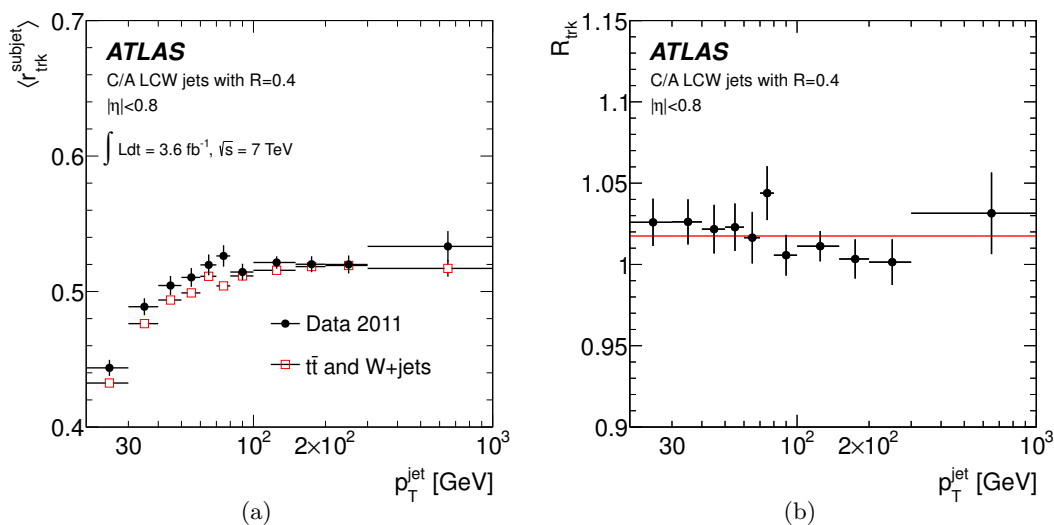 ⟨r_trk^subjet⟩
0.7
0.6
0.5
0.4
ATLAS
C/A LCW jets with R=0.4
|η|<0.8
∫ Ldt = 3.6 fb⁻¹, √s = 7 TeV
Data 2011
tt̄ and W+jets
30 10² 2×10² 10³
p_T^jet [GeV]
(a)
R_trk
1.15
1.1
1.05
1
0.95
0.9
ATLAS
C/A LCW jets with R=0.4
|η|<0.8
30 10² 2×10² 10³
p_T^jet [GeV]
(b)